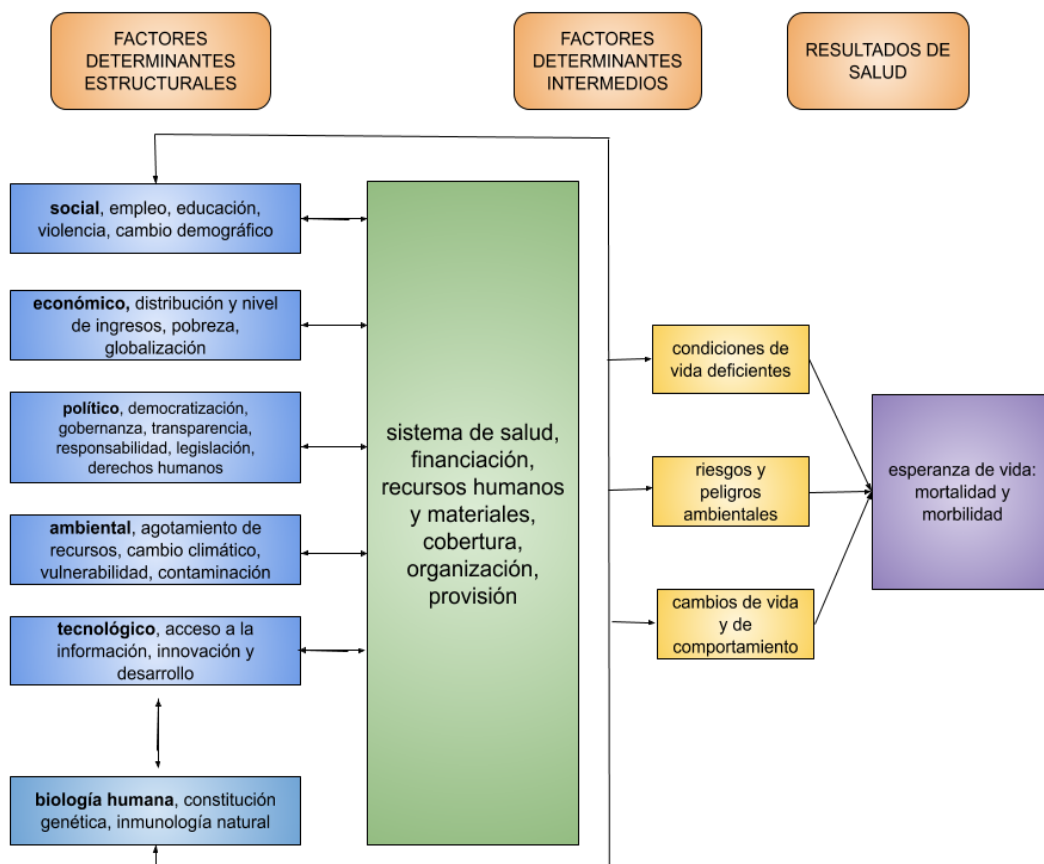 FACTORES
DETERMINANTES
ESTRUCTURALES
FACTORES
DETERMINANTES
INTERMEDIOS
RESULTADOS DE
SALUD
social, empleo, educación,
violencia, cambio demográfico
económico, distribución y nivel
de ingresos, pobreza,
globalización
político, democratización,
gobernanza, transparencia,
responsabilidad, legislación,
derechos humanos
ambiental, agotamiento de
recursos, cambio climático,
vulnerabilidad, contaminación
tecnológico, acceso a la
información, innovación y
desarrollo
biología humana, constitución
genética, inmunología natural
sistema de salud,
financiación,
recursos humanos
y materiales,
cobertura,
organización,
provisión
condiciones de
vida deficientes
riesgos y
peligros
ambientales
cambios de vida
y de
comportamiento
esperanza de vida:
mortalidad y
morbilidad